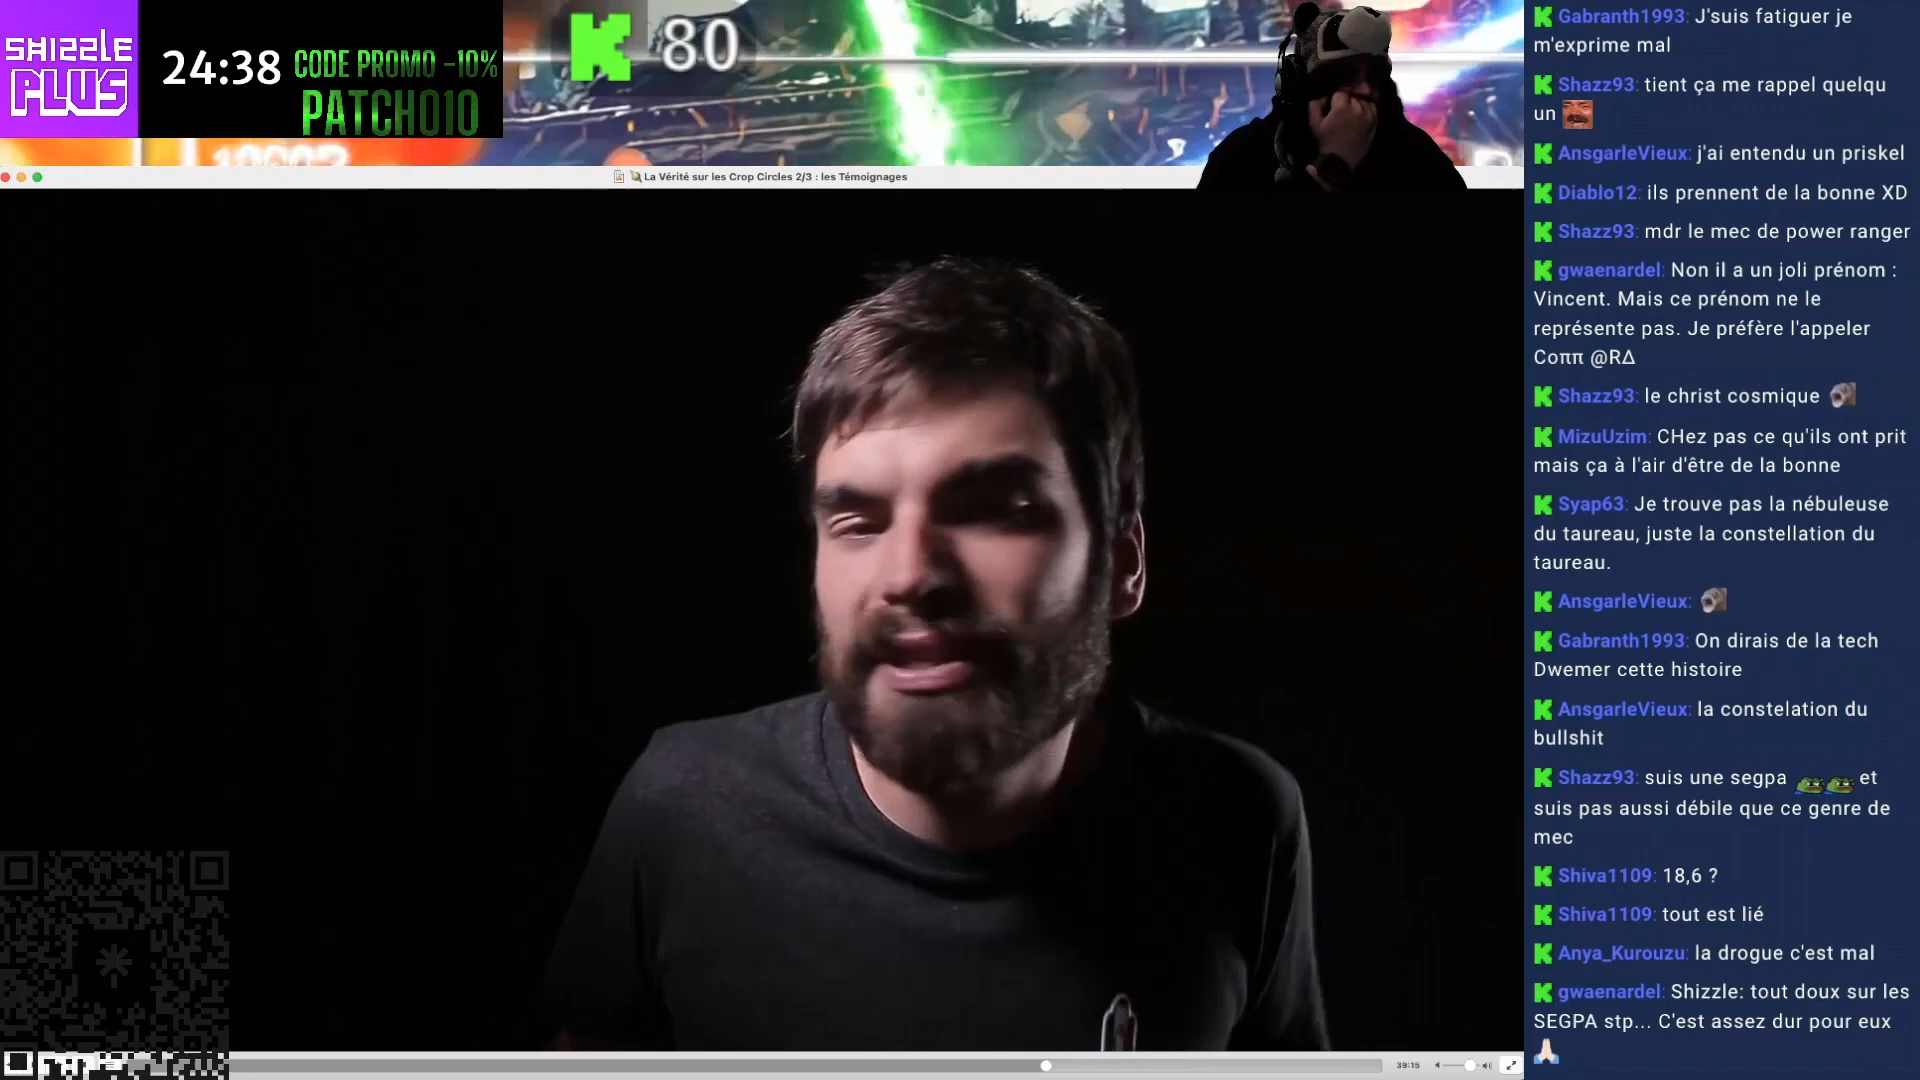 SHIZZLE
PLUS
24:38
CODE PROMO -10%
PATCHO10
80
La Vérité sur les Crop Circles 2/3 : les Témoignages
39:15
Gabranth1993: J'suis fatiguer je
m'exprime mal
Shazz93: tient ça me rappel quelqu
un
AnsgarleVieux: j'ai entendu un priskel
Diablo12: ils prennent de la bonne XD
Shazz93: mdr le mec de power ranger
gwaenardel: Non il a un joli prénom :
Vincent. Mais ce prénom ne le
représente pas. Je préfère l'appeler
Coππ @RΔ
Shazz93: le christ cosmique
MizuUzim: CHez pas ce qu'ils ont prit
mais ça à l'air d'être de la bonne
Syap63: Je trouve pas la nébuleuse
du taureau, juste la constellation du
taureau.
AnsgarleVieux:
Gabranth1993: On dirais de la tech
Dwemer cette histoire
AnsgarleVieux: la constelation du
bullshit
Shazz93: suis une segpa et
suis pas aussi débile que ce genre de
mec
Shiva1109: 18,6 ?
Shiva1109: tout est lié
Anya_Kurouzu: la drogue c'est mal
gwaenardel: Shizzle: tout doux sur les
SEGPA stp... C'est assez dur pour eux